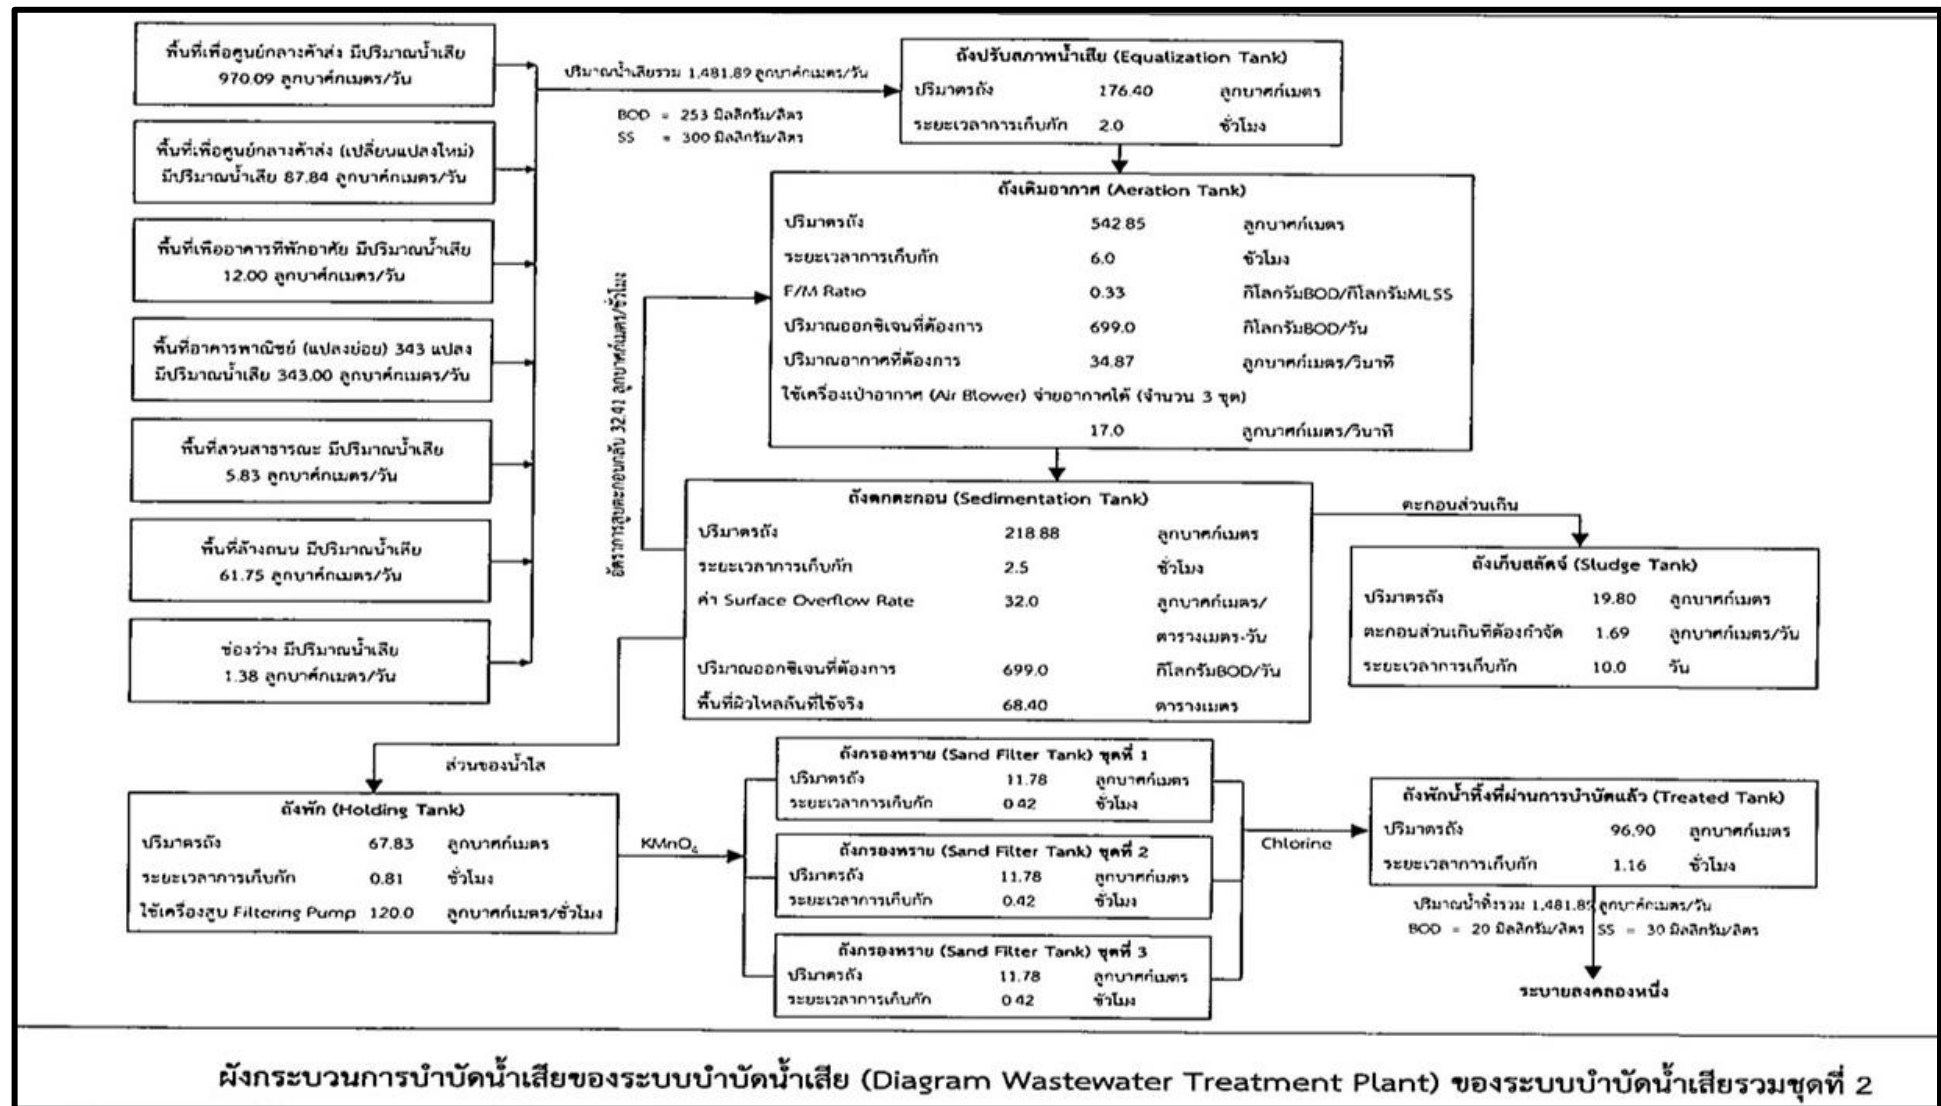 พื้นที่เพื่อศูนย์กลางค้าส่ง มีปริมาณน้ำเสีย
970.09 ลูกบาศก์เมตร/วัน
พื้นที่เพื่อศูนย์กลางค้าส่ง (เปลี่ยนแปลงใหม่)
มีปริมาณน้ำเสีย 87.84 ลูกบาศก์เมตร/วัน
พื้นที่เพื่ออาคารที่พักอาศัย มีปริมาณน้ำเสีย
12.00 ลูกบาศก์เมตร/วัน
พื้นที่อาคารพาณิชย์ (แปลงย่อย) 343 แปลง
มีปริมาณน้ำเสีย 343.00 ลูกบาศก์เมตร/วัน
พื้นที่สวนสาธารณะ มีปริมาณน้ำเสีย
5.83 ลูกบาศก์เมตร/วัน
พื้นที่ล้างถนน มีปริมาณน้ำเสีย
61.75 ลูกบาศก์เมตร/วัน
ช่องว่าง มีปริมาณน้ำเสีย
1.38 ลูกบาศก์เมตร/วัน
ปริมาณน้ำเสียรวม 1,481.89 ลูกบาศก์เมตร/วัน
BOD = 253 มิลลิกรัม/ลิตร
SS = 300 มิลลิกรัม/ลิตร
ถังปรับสภาพน้ำเสีย (Equalization Tank)
ปริมาตรถัง 176.40 ลูกบาศก์เมตร
ระยะเวลาการเก็บกัก 2.0 ชั่วโมง
ถังเติมอากาศ (Aeration Tank)
ปริมาตรถัง 542.85 ลูกบาศก์เมตร
ระยะเวลาการเก็บกัก 6.0 ชั่วโมง
F/M Ratio 0.33 กิโลกรัมBOD/กิโลกรัมMLSS
ปริมาณออกซิเจนที่ต้องการ 699.0 กิโลกรัมBOD/วัน
ปริมาณอากาศที่ต้องการ 34.87 ลูกบาศก์เมตร/วินาที
ใช้เครื่องเป่าอากาศ (Air Blower) จ่ายอากาศได้ (จำนวน 3 ชุด)
17.0 ลูกบาศก์เมตร/วินาที
อัตราการสูบตะกอนกลับ 32.41 ลูกบาศก์เมตร/ชั่วโมง
ถังตกตะกอน (Sedimentation Tank)
ปริมาตรถัง 218.88 ลูกบาศก์เมตร
ระยะเวลาการเก็บกัก 2.5 ชั่วโมง
ค่า Surface Overflow Rate 32.0 ลูกบาศก์เมตร/
ตารางเมตร-วัน
ปริมาณออกซิเจนที่ต้องการ 699.0 กิโลกรัมBOD/วัน
พื้นที่ผิวไหลล้นที่ใช้จริง 68.40 ตารางเมตร
ตะกอนส่วนเกิน
ถังเก็บสลัดจ์ (Sludge Tank)
ปริมาตรถัง 19.80 ลูกบาศก์เมตร
ตะกอนส่วนเกินที่ต้องกำจัด 1.69 ลูกบาศก์เมตร/วัน
ระยะเวลาการเก็บกัก 10.0 วัน
ส่วนของน้ำใส
ถังพัก (Holding Tank)
ปริมาตรถัง 67.83 ลูกบาศก์เมตร
ระยะเวลาการเก็บกัก 0.81 ชั่วโมง
ใช้เครื่องสูบ Filtering Pump 120.0 ลูกบาศก์เมตร/ชั่วโมง
KMnO₄
ถังกรองทราย (Sand Filter Tank) ชุดที่ 1
ปริมาตรถัง 11.78 ลูกบาศก์เมตร
ระยะเวลาการเก็บกัก 0.42 ชั่วโมง
ถังกรองทราย (Sand Filter Tank) ชุดที่ 2
ปริมาตรถัง 11.78 ลูกบาศก์เมตร
ระยะเวลาการเก็บกัก 0.42 ชั่วโมง
ถังกรองทราย (Sand Filter Tank) ชุดที่ 3
ปริมาตรถัง 11.78 ลูกบาศก์เมตร
ระยะเวลาการเก็บกัก 0.42 ชั่วโมง
Chlorine
ถังพักน้ำทิ้งที่ผ่านการบำบัดแล้ว (Treated Tank)
ปริมาตรถัง 96.90 ลูกบาศก์เมตร
ระยะเวลาการเก็บกัก 1.16 ชั่วโมง
ปริมาณน้ำทิ้งรวม 1,481.89 ลูกบาศก์เมตร/วัน
BOD = 20 มิลลิกรัม/ลิตร SS = 30 มิลลิกรัม/ลิตร
ระบายลงคลองหนึ่ง
ผังกระบวนการบำบัดน้ำเสียของระบบบำบัดน้ำเสีย (Diagram Wastewater Treatment Plant) ของระบบบำบัดน้ำเสียรวมชุดที่ 2